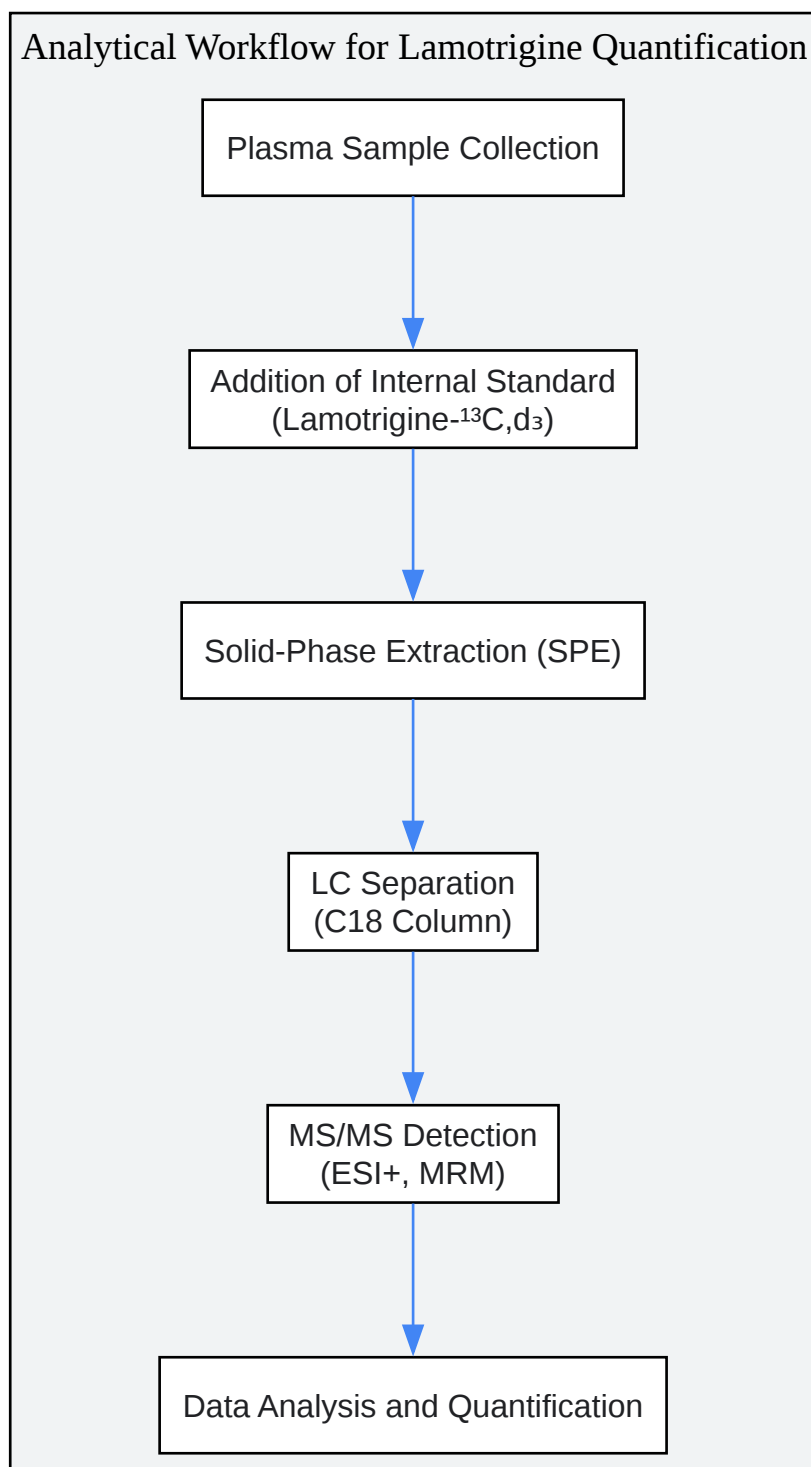 Analytical Workflow for Lamotrigine Quantification
Plasma Sample Collection
Addition of Internal Standard
(Lamotrigine-¹³C,d₃)
Solid-Phase Extraction (SPE)
LC Separation
(C18 Column)
MS/MS Detection
(ESI+, MRM)
Data Analysis and Quantification